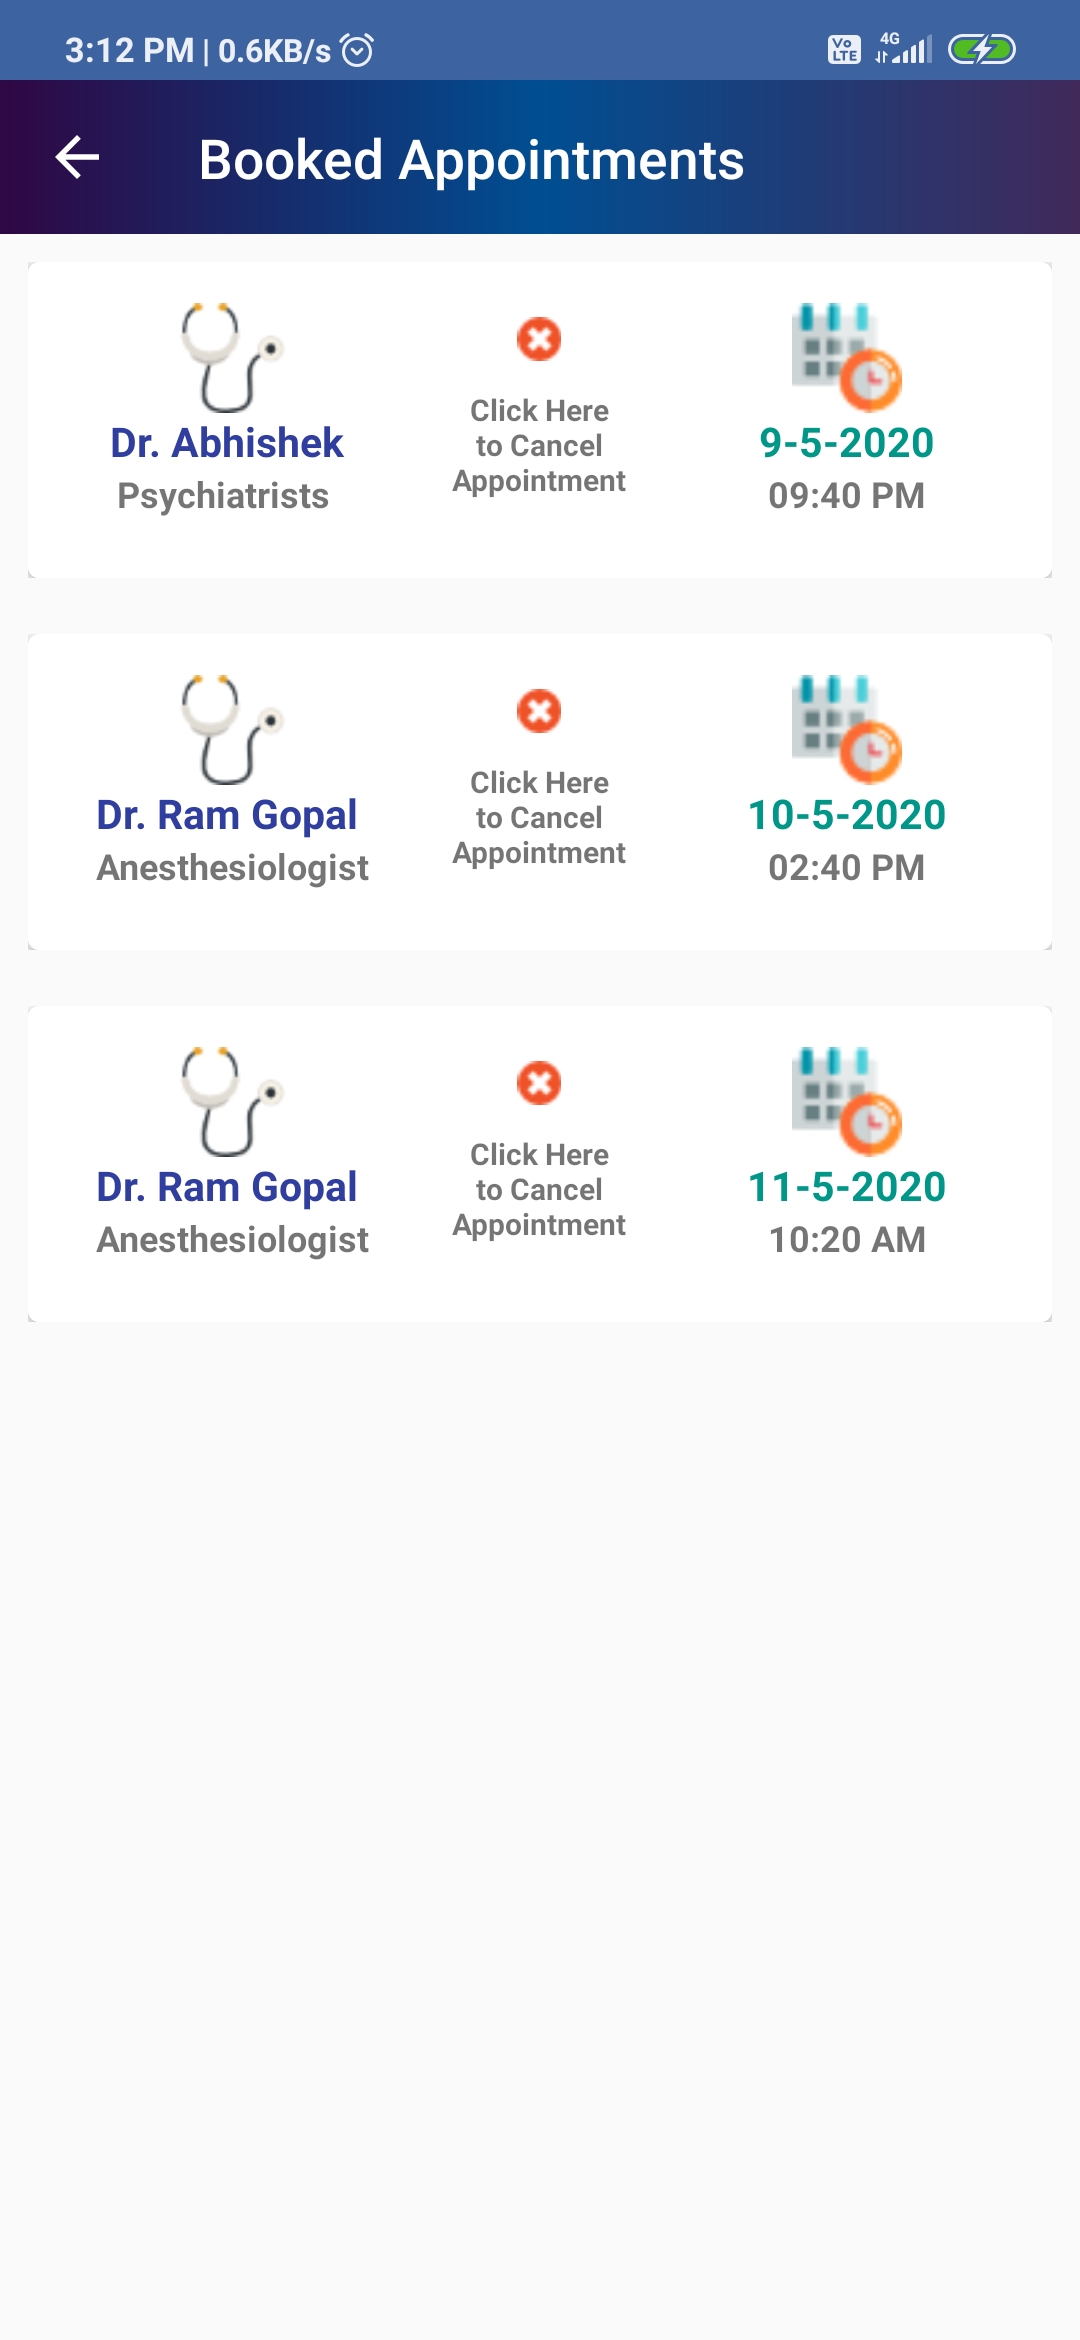 3:12 PM | 0.6KB/s
Vo LTE 4G
Booked Appointments
Click Here
to Cancel
Appointment
Dr. Abhishek
Psychiatrists
9-5-2020
09:40 PM
Click Here
to Cancel
Appointment
Dr. Ram Gopal
Anesthesiologist
10-5-2020
02:40 PM
Click Here
to Cancel
Appointment
Dr. Ram Gopal
Anesthesiologist
11-5-2020
10:20 AM